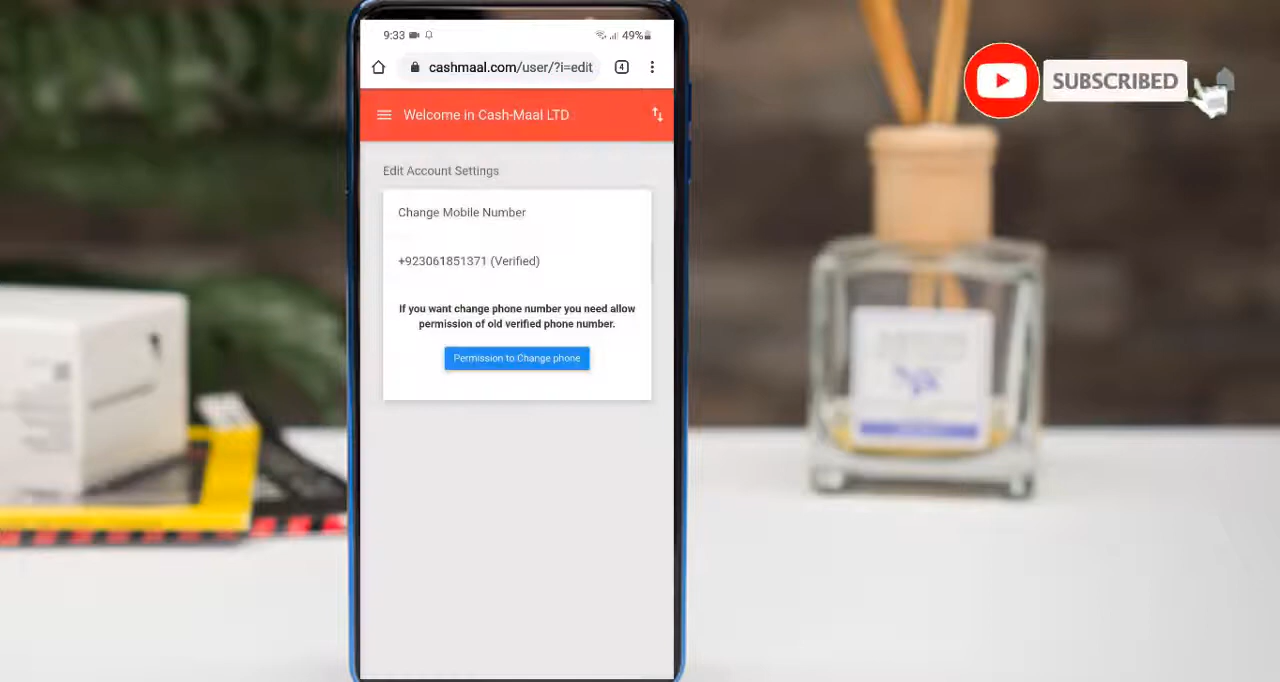 9:33
49%
cashmaal.com/user/?i=edit
4
Welcome in Cash-Maal LTD
Edit Account Settings
Change Mobile Number
+923061851371 (Verified)
If you want change phone number you need allow
permission of old verified phone number.
Permission to Change phone
SUBSCRIBED